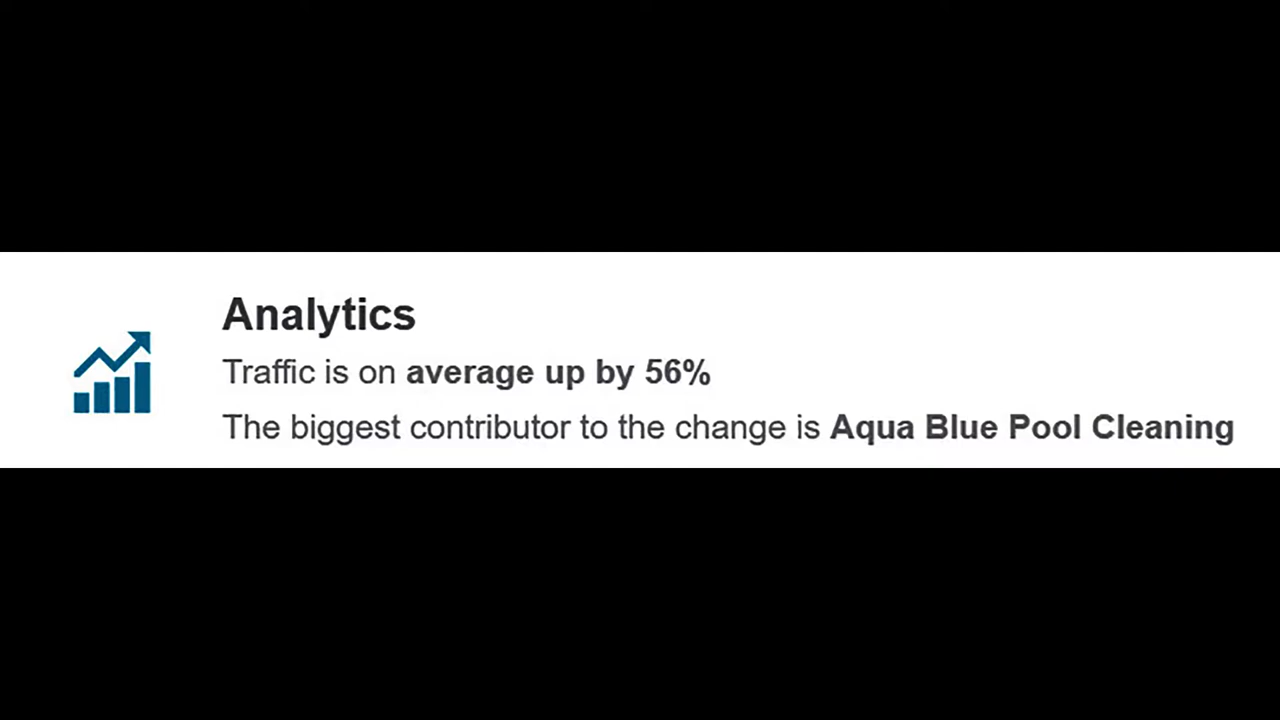 Analytics
Traffic is on average up by 56%
The biggest contributor to the change is Aqua Blue Pool Cleaning